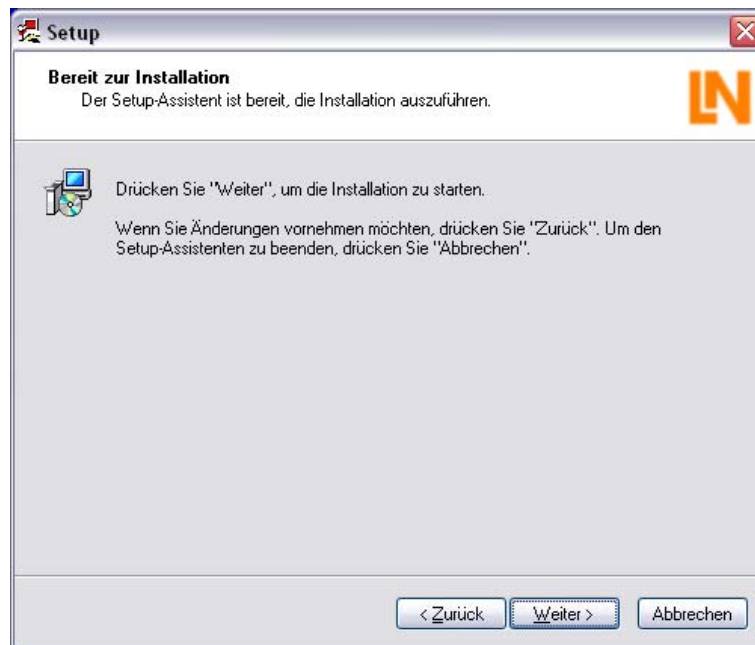 Setup
Bereit zur Installation
Der Setup-Assistent ist bereit, die Installation auszuführen.
LN
Drücken Sie "Weiter", um die Installation zu starten.
Wenn Sie Änderungen vornehmen möchten, drücken Sie "Zurück". Um den
Setup-Assistenten zu beenden, drücken Sie "Abbrechen".
< Zurück
Weiter >
Abbrechen